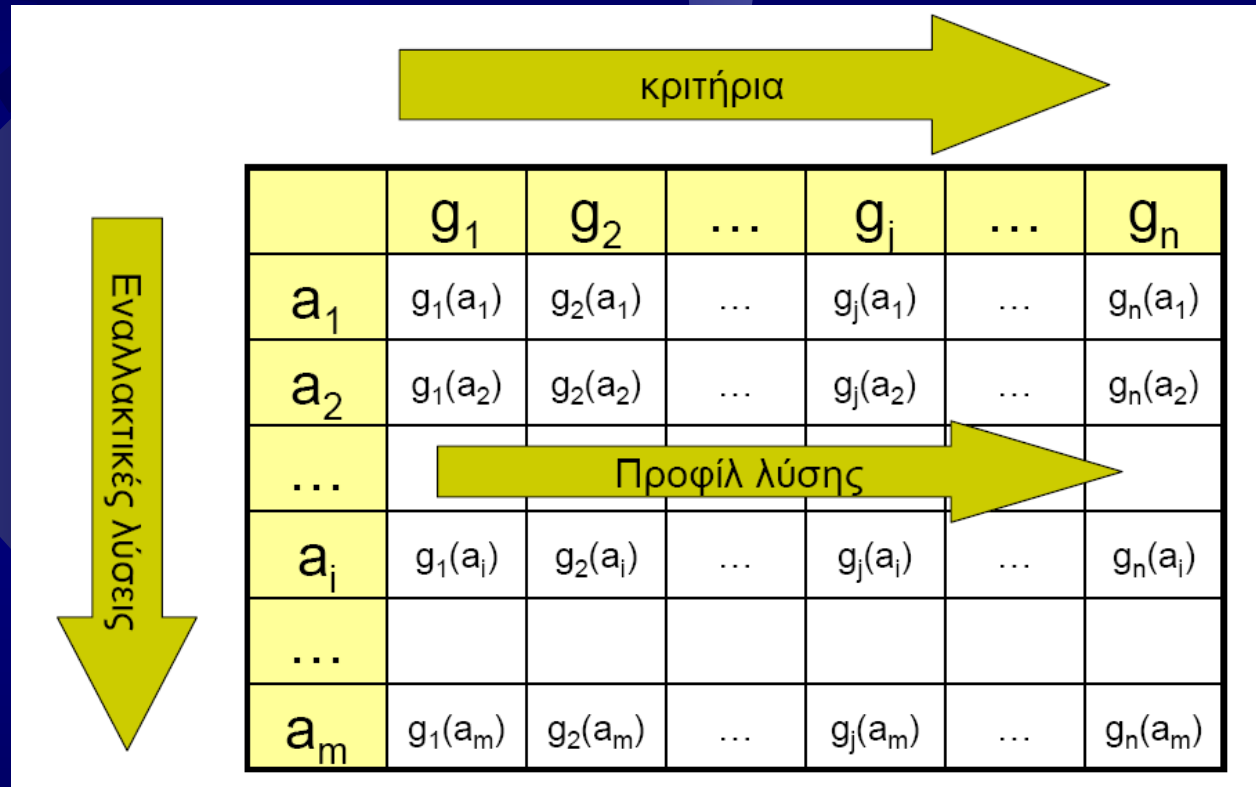 κριτήρια
Εναλλακτικές λύσεις
g₁ g₂ ... gⱼ ... gₙ
a₁ g₁(a₁) g₂(a₁) ... gⱼ(a₁) ... gₙ(a₁)
a₂ g₁(a₂) g₂(a₂) ... gⱼ(a₂) ... gₙ(a₂)
... Προφίλ λύσης
aᵢ g₁(aᵢ) g₂(aᵢ) ... gⱼ(aᵢ) ... gₙ(aᵢ)
...
aₘ g₁(aₘ) g₂(aₘ) ... gⱼ(aₘ) ... gₙ(aₘ)